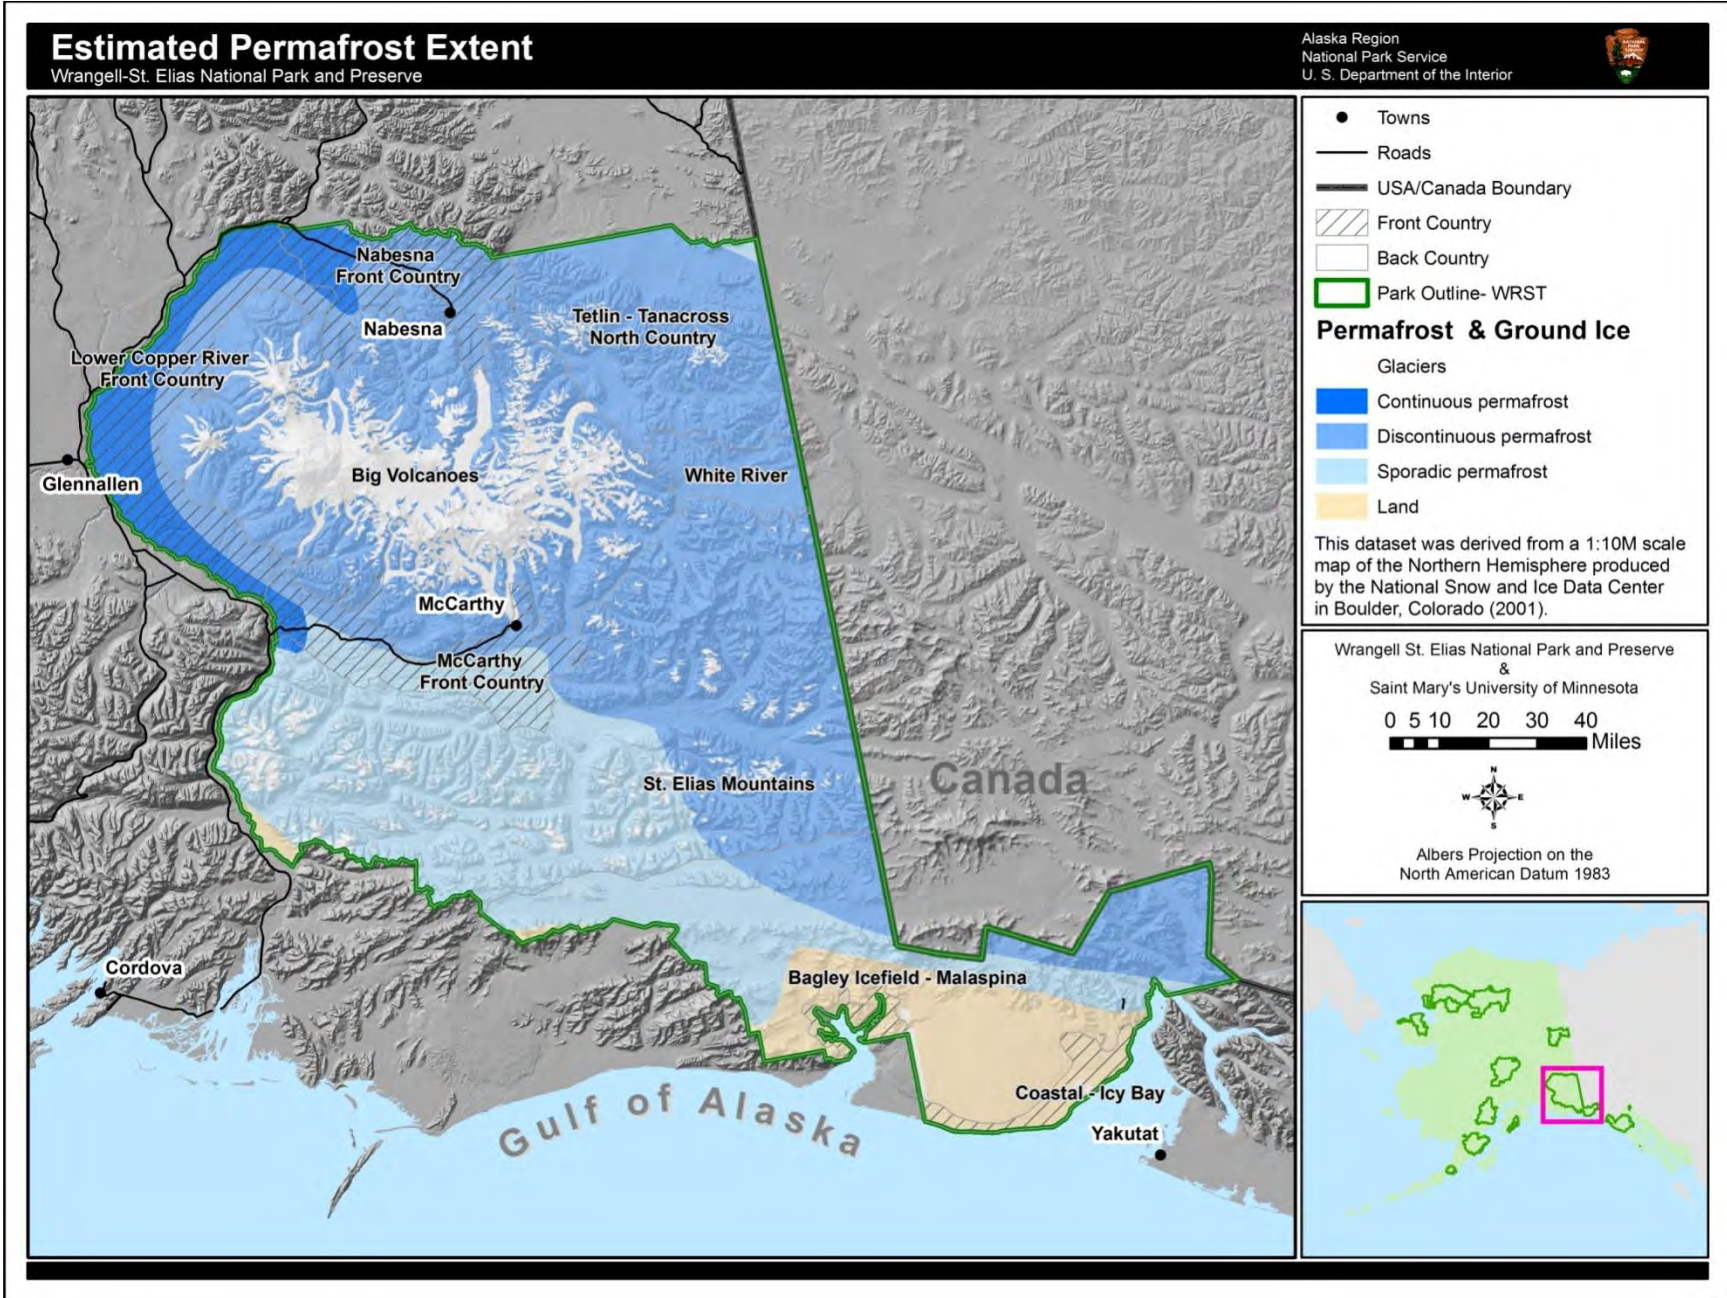 Estimated Permafrost Extent
Wrangell-St. Elias National Park and Preserve
Alaska Region
National Park Service
U. S. Department of the Interior
NATIONAL
PARK
SERVICE
Nabesna
Front Country
Nabesna
Tetlin - Tanacross
North Country
Lower Copper River
Front Country
Glennallen
Big Volcanoes
White River
McCarthy
McCarthy
Front Country
St. Elias Mountains
Canada
Cordova
Bagley Icefield - Malaspina
Coastal - Icy Bay
Yakutat
Gulf of Alaska
Towns
Roads
USA/Canada Boundary
Front Country
Back Country
Park Outline- WRST
Permafrost & Ground Ice
Glaciers
Continuous permafrost
Discontinuous permafrost
Sporadic permafrost
Land
This dataset was derived from a 1:10M scale
map of the Northern Hemisphere produced
by the National Snow and Ice Data Center
in Boulder, Colorado (2001).
Wrangell St. Elias National Park and Preserve
&
Saint Mary's University of Minnesota
0 5 10 20 30 40
Miles
N
W E
S
Albers Projection on the
North American Datum 1983